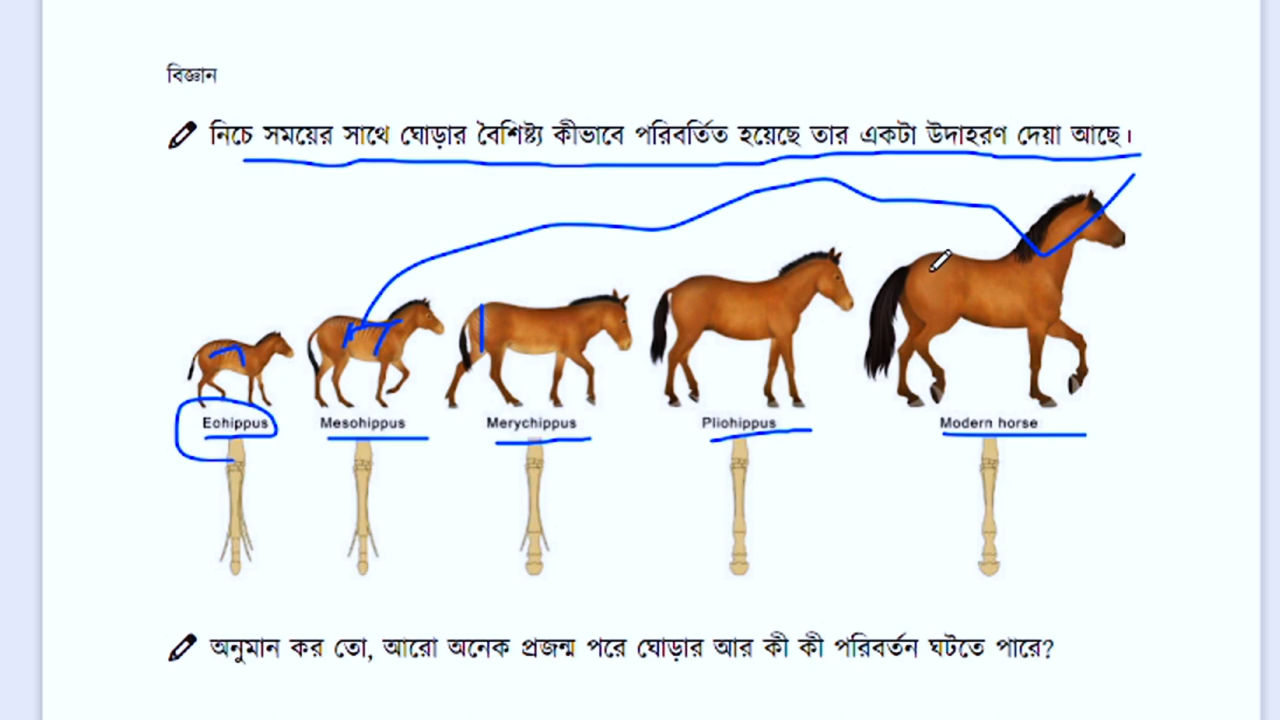 বিজ্ঞান
নিচে সময়ের সাথে ঘোড়ার বৈশিষ্ট্য কীভাবে পরিবর্তিত হয়েছে তার একটা উদাহরণ দেয়া আছে।
Eohippus Mesohippus Merychippus Pliohippus Modern horse
অনুমান কর তো, আরো অনেক প্রজন্ম পরে ঘোড়ার আর কী কী পরিবর্তন ঘটতে পারে?